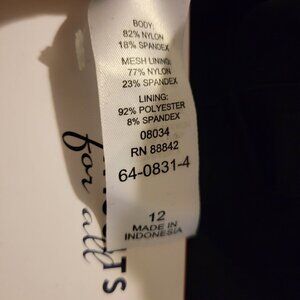 BODY:
82% NYLON
18% SPANDEX
MESH LINING:
77% NYLON
23% SPANDEX
LINING:
92% POLYESTER
8% SPANDEX
08034
RN 88842
64-0831-4
12
MADE IN
INDONESIA
for all